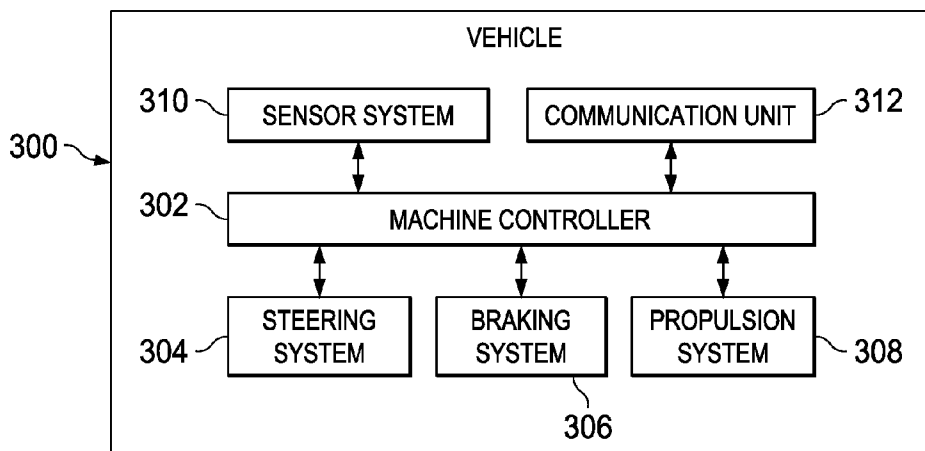 VEHICLE
310
SENSOR SYSTEM
COMMUNICATION UNIT
312
300
302
MACHINE CONTROLLER
304
STEERING
SYSTEM
BRAKING
SYSTEM
PROPULSION
SYSTEM
308
306